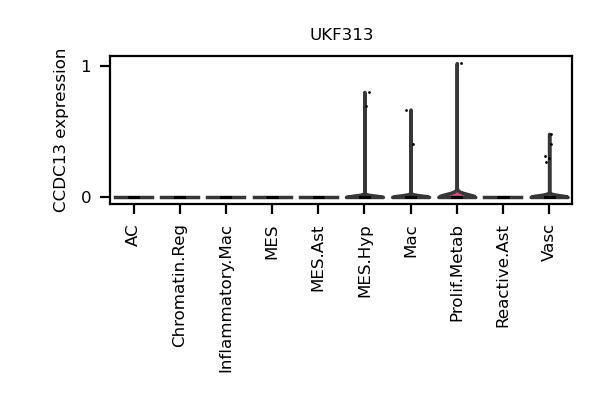 UKF313
CCDC13 expression
1
0
AC
Chromatin.Reg
Inflammatory.Mac
MES
MES.Ast
MES.Hyp
Mac
Prolif.Metab
Reactive.Ast
Vasc